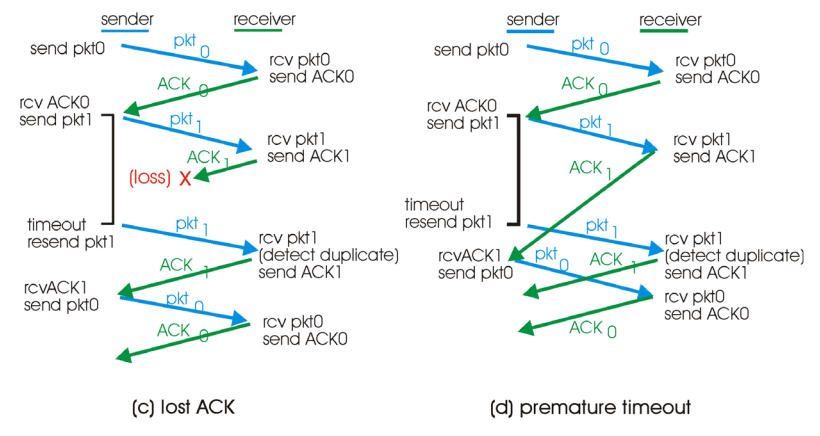 sender
receiver
send pkt0
pkt 0
rcv pkt0
send ACK0
ACK 0
rcv ACK0
send pkt1
pkt 1
rcv pkt1
send ACK1
ACK 1
(loss) X
timeout
resend pkt1
pkt 1
rcv pkt1
(detect duplicate)
send ACK1
ACK 1
rcvACK1
send pkt0
pkt 0
rcv pkt0
send ACK0
ACK 0
(c) lost ACK
sender
receiver
send pkt0
pkt 0
rcv pkt0
send ACK0
ACK 0
rcv ACK0
send pkt1
pkt 1
rcv pkt1
send ACK1
ACK 1
timeout
resend pkt1
pkt 1
rcv pkt1
(detect duplicate)
send ACK1
rcvACK1
send pkt0
pkt 0
ACK 1
rcv pkt0
send ACK0
ACK 0
(d) premature timeout